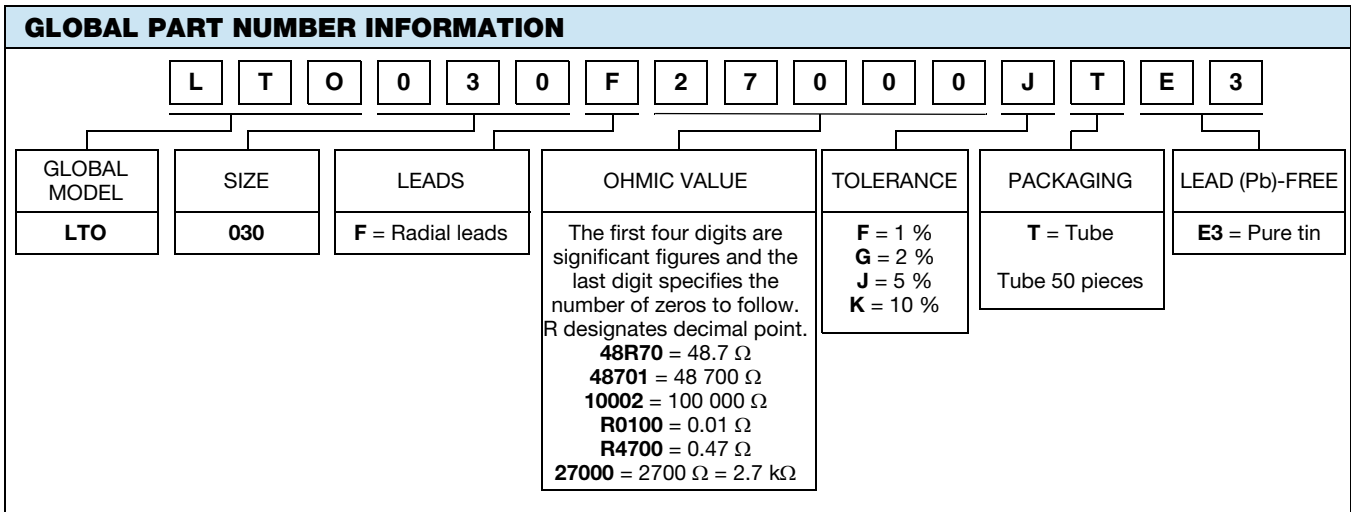 GLOBAL PART NUMBER INFORMATION
L T O 0 3 0 F 2 7 0 0 0 J T E 3
GLOBAL
MODEL
LTO
SIZE
030
LEADS
F = Radial leads
OHMIC VALUE
The first four digits are
significant figures and the
last digit specifies the
number of zeros to follow.
R designates decimal point.
48R70 = 48.7 Ω
48701 = 48 700 Ω
10002 = 100 000 Ω
R0100 = 0.01 Ω
R4700 = 0.47 Ω
27000 = 2700 Ω = 2.7 kΩ
TOLERANCE
F = 1 %
G = 2 %
J = 5 %
K = 10 %
PACKAGING
T = Tube
Tube 50 pieces
LEAD (Pb)-FREE
E3 = Pure tin